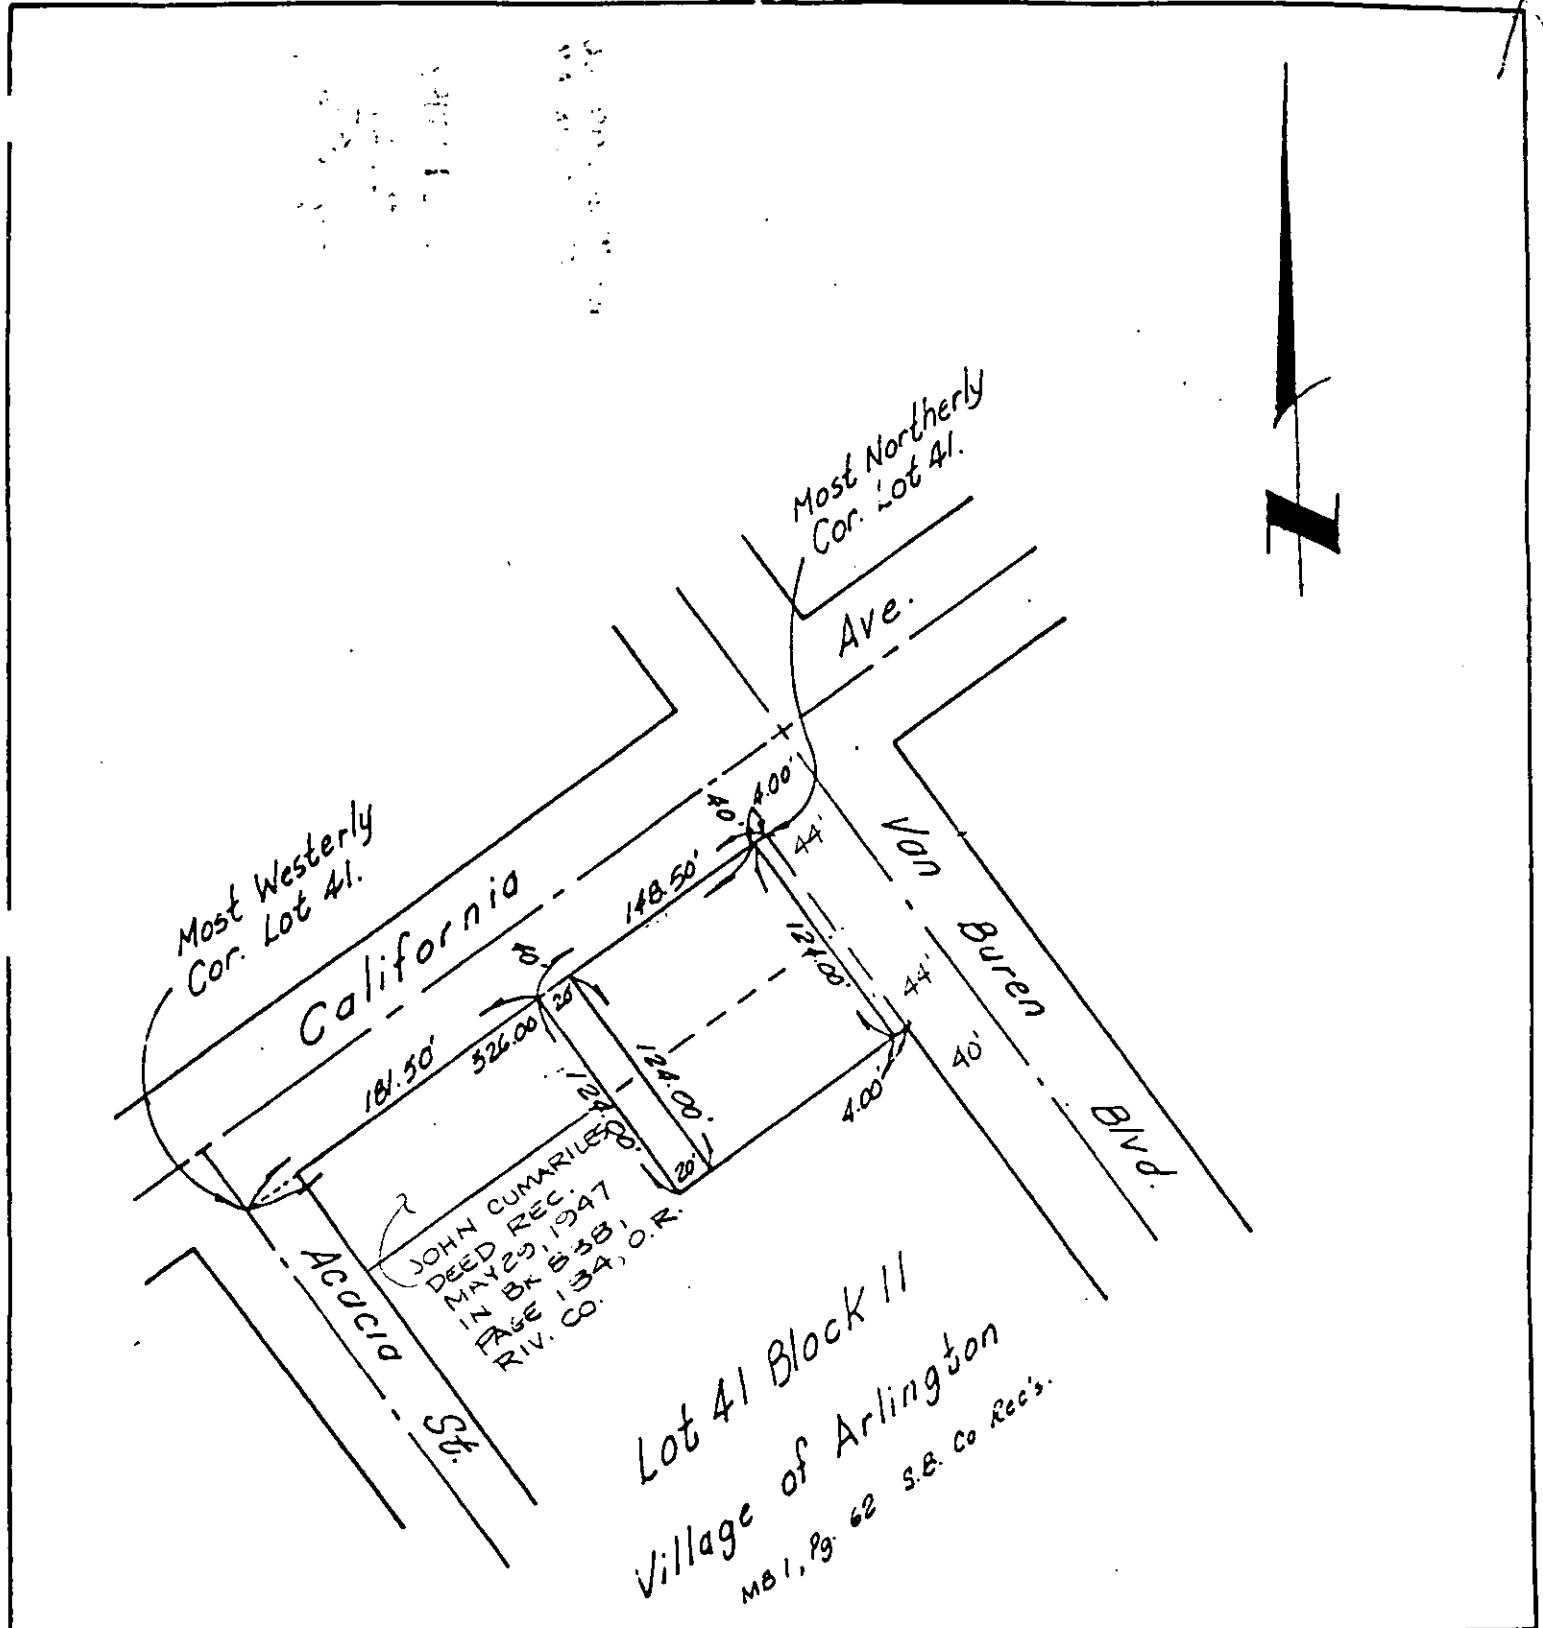 Most Northerly
Cor. Lot 41.
N
Ave.
Most Westerly
Cor. Lot 41.
California
4.00'
40'
44'
148.50'
Van
Buren
Blvd.
124.00'
44'
40'
4.00'
20'
181.50'
326.00'
124.00'
124.00'
20'
JOHN CUMARILES
DEED REC.
MAY 29, 1947
IN BK 838,
PAGE 134, O.R.
RIV. CO.
Acacia
St.
Lot 41 Block 11
Village of Arlington
MB 1, Pg. 62 S.B. Co Rec's.